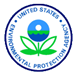 UNITED STATES
ENVIRONMENTAL PROTECTION AGENCY